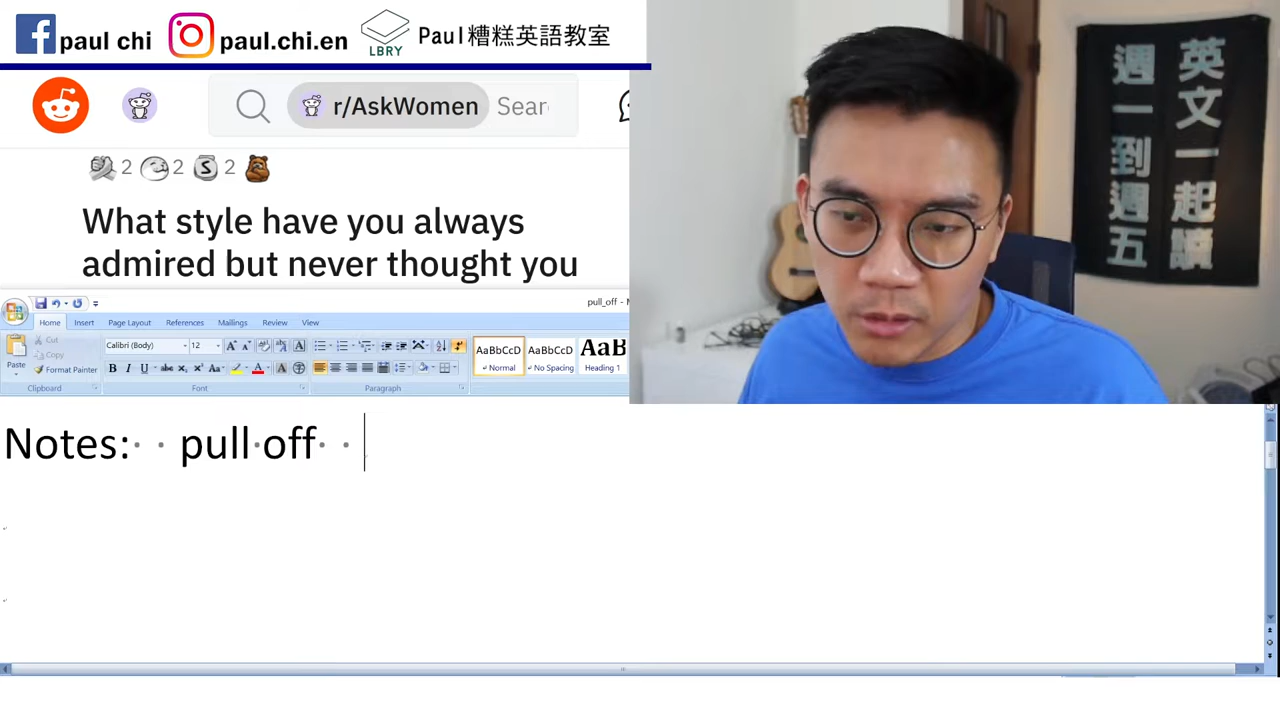 paul chi
paul.chi.en
LBRY
Paul糟糕英語教室
r/AskWomen
Sear
2
2
S
2
What style have you always
admired but never thought you
pull_off - M
Home
Insert
Page Layout
References
Mailings
Review
View
Cut
Copy
Paste
Format Painter
Clipboard
Calibri (Body)
12
Font
Paragraph
AaBbCcD
AaBbCcD
AaB
Normal
No Spacing
Heading 1
Notes: pull off
英文一起讀
週一到週五